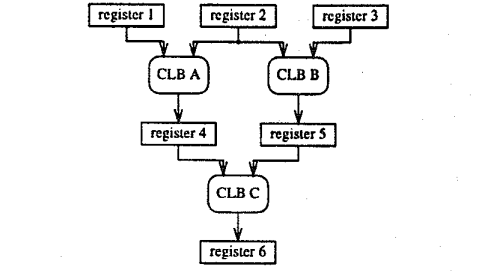 register 1
register 2
register 3
CLB A
CLB B
register 4
register 5
CLB C
register 6